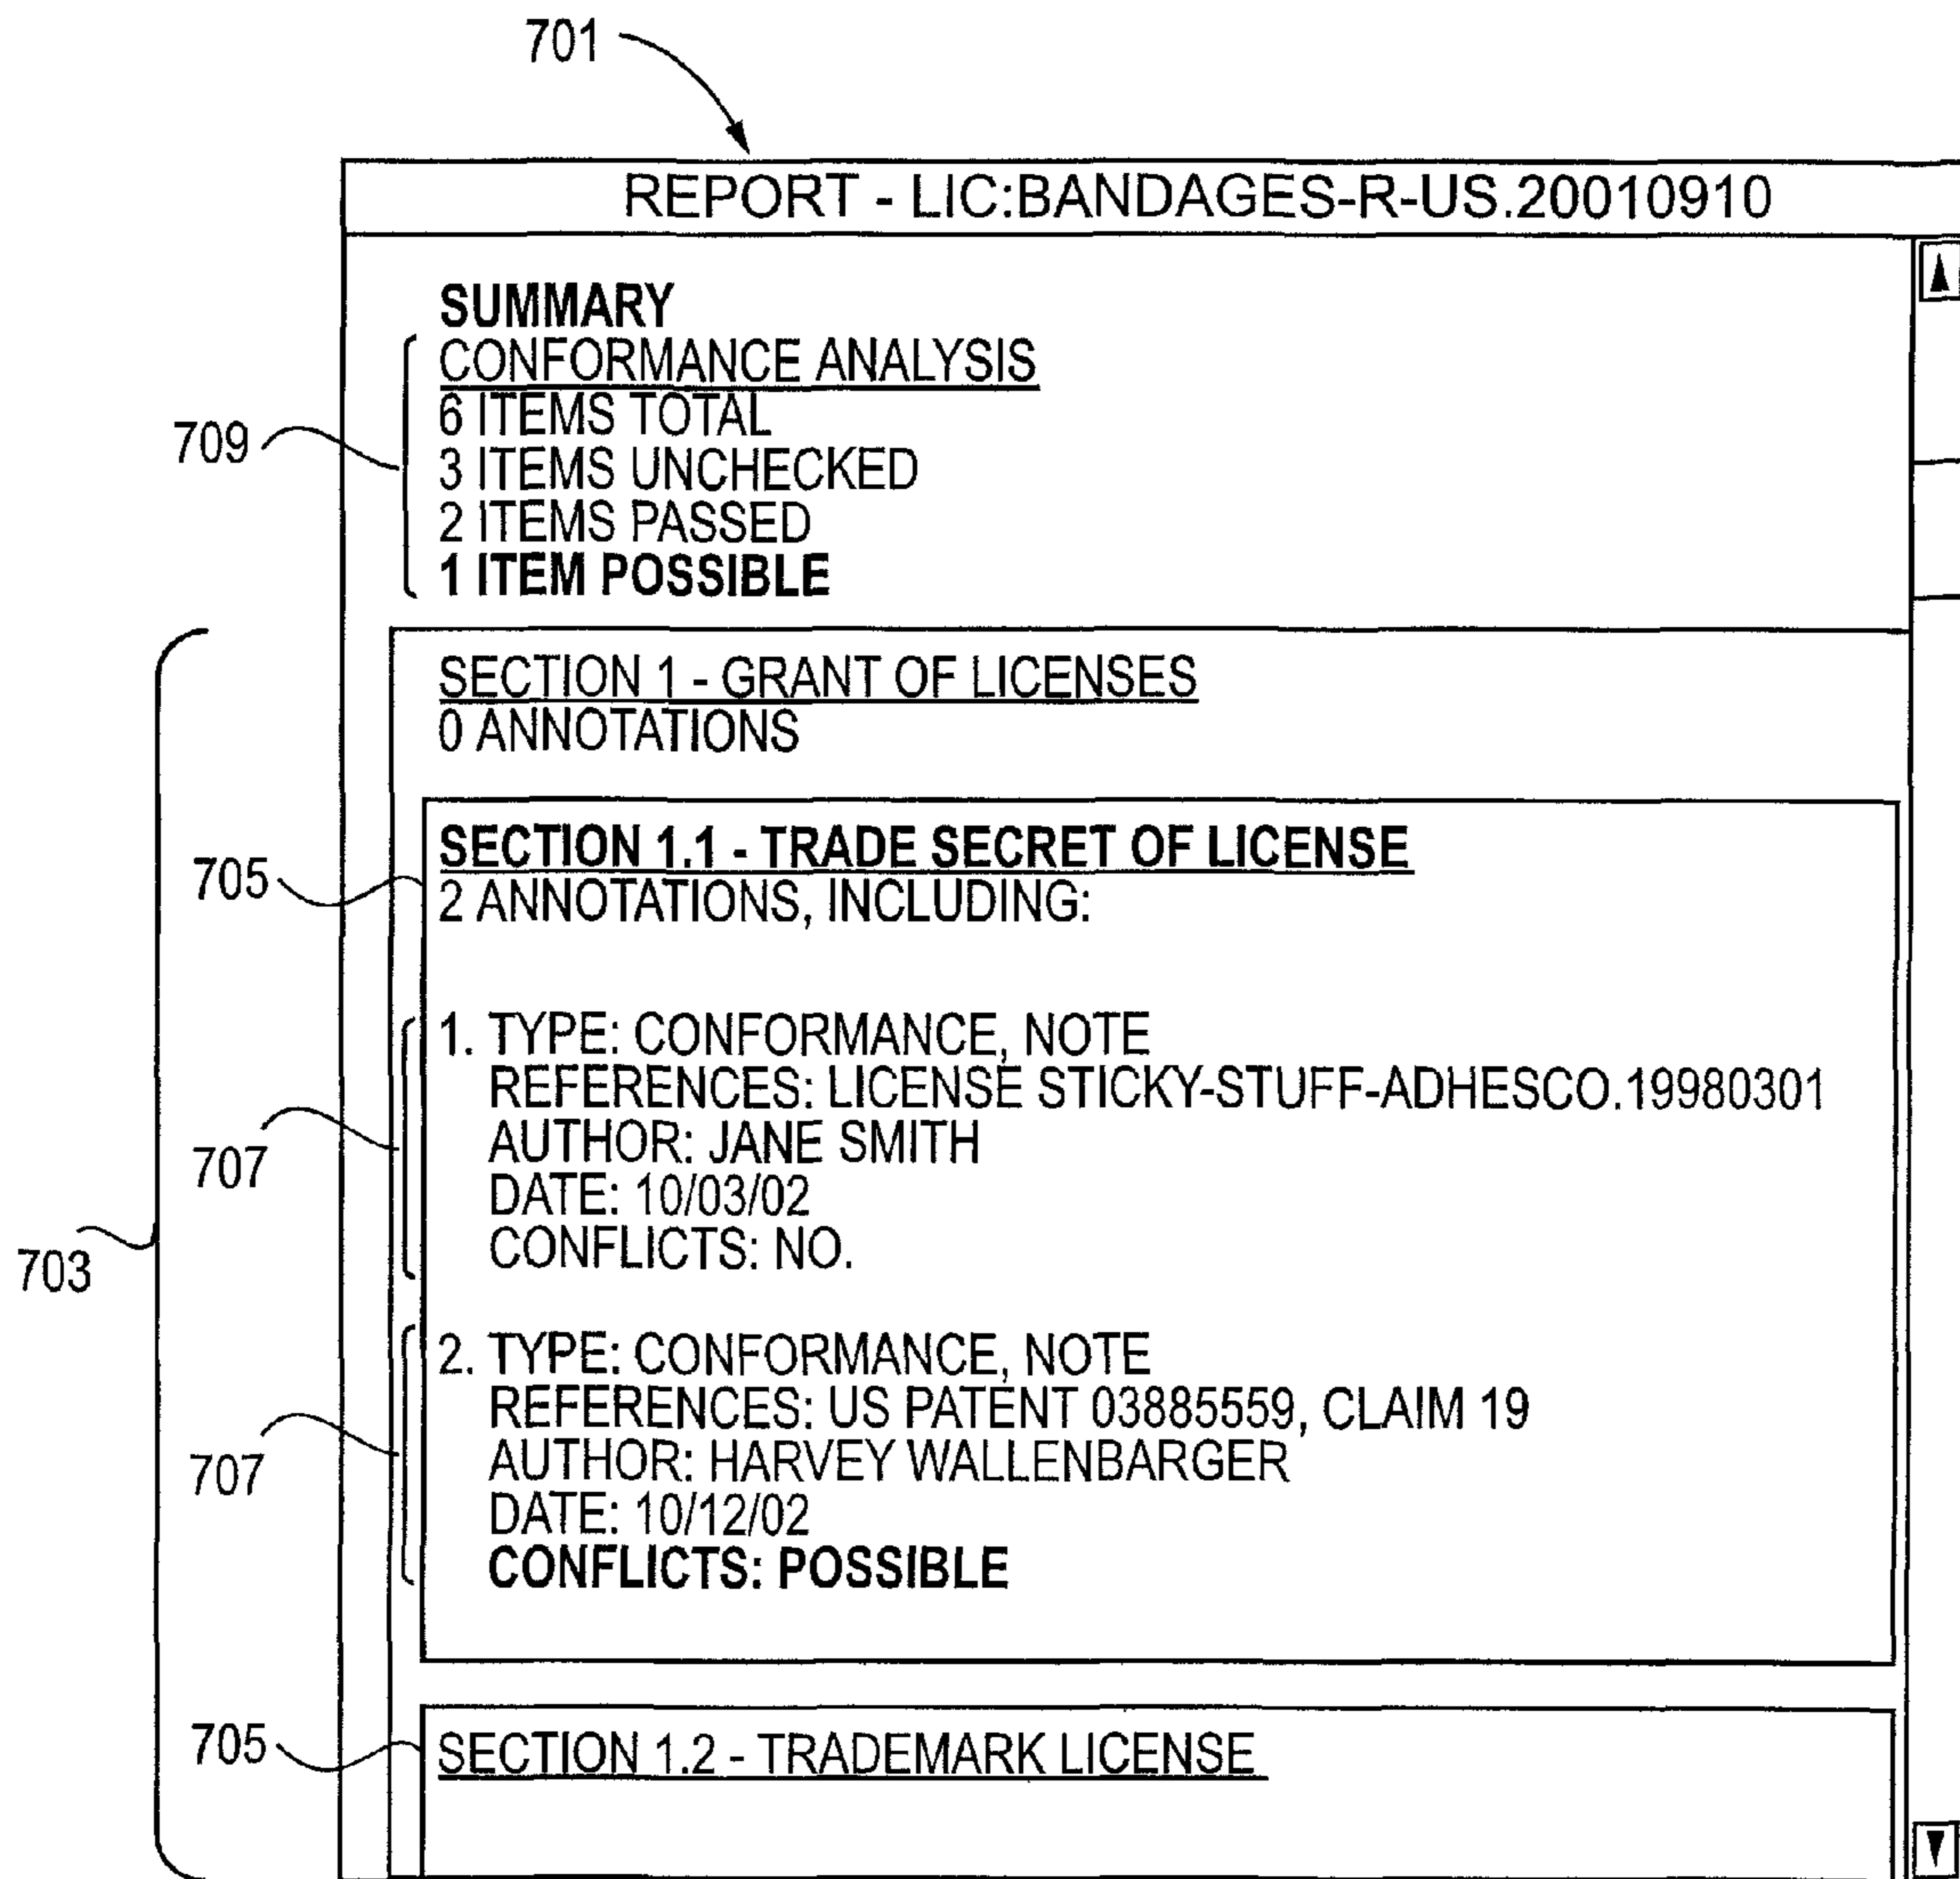 701
REPORT - LIC:BANDAGES-R-US.20010910
SUMMARY
CONFORMANCE ANALYSIS
6 ITEMS TOTAL
709
3 ITEMS UNCHECKED
2 ITEMS PASSED
1 ITEM POSSIBLE
SECTION 1 - GRANT OF LICENSES
0 ANNOTATIONS
SECTION 1.1 - TRADE SECRET OF LICENSE
705
2 ANNOTATIONS, INCLUDING:
1. TYPE: CONFORMANCE, NOTE
REFERENCES: LICENSE STICKY-STUFF-ADHESCO.19980301
AUTHOR: JANE SMITH
707
DATE: 10/03/02
CONFLICTS: NO.
703
2. TYPE: CONFORMANCE, NOTE
REFERENCES: US PATENT 03885559, CLAIM 19
AUTHOR: HARVEY WALLENBARGER
707
DATE: 10/12/02
CONFLICTS: POSSIBLE
705
SECTION 1.2 - TRADEMARK LICENSE